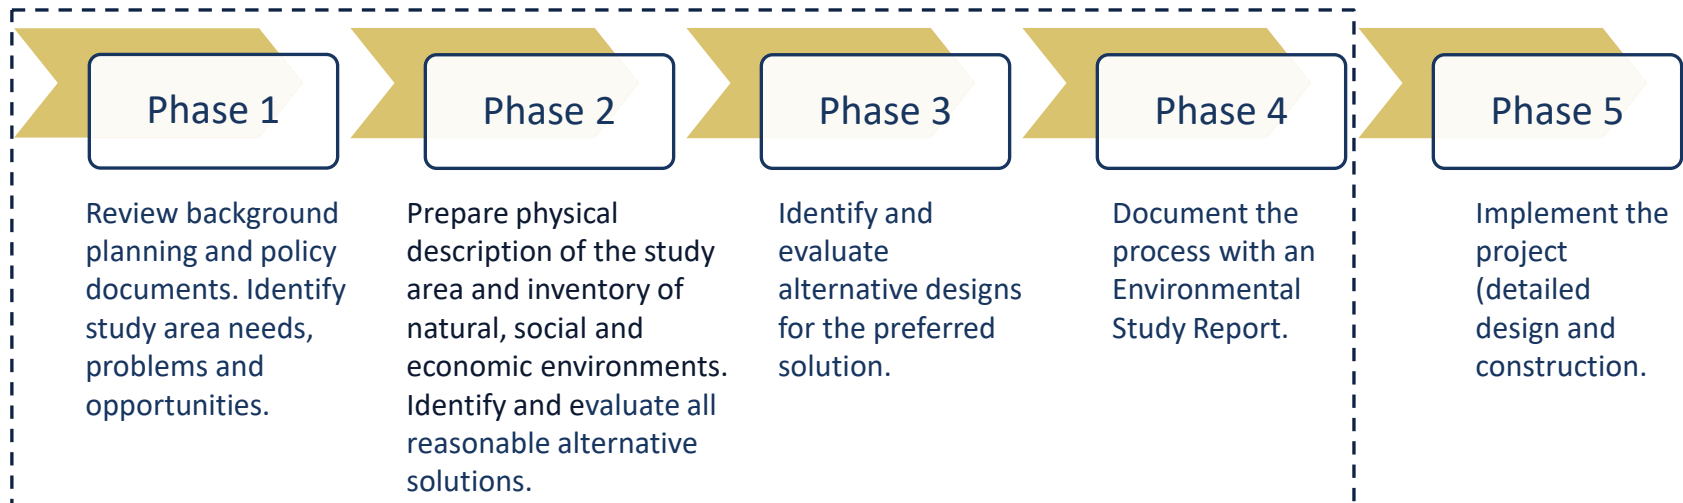 Phase 1
Review background
planning and policy
documents. Identify
study area needs,
problems and
opportunities.
Phase 2
Prepare physical
description of the study
area and inventory of
natural, social and
economic environments.
Identify and evaluate all
reasonable alternative
solutions.
Phase 3
Identify and
evaluate
alternative designs
for the preferred
solution.
Phase 4
Document the
process with an
Environmental
Study Report.
Phase 5
Implement the
project
(detailed
design and
construction.